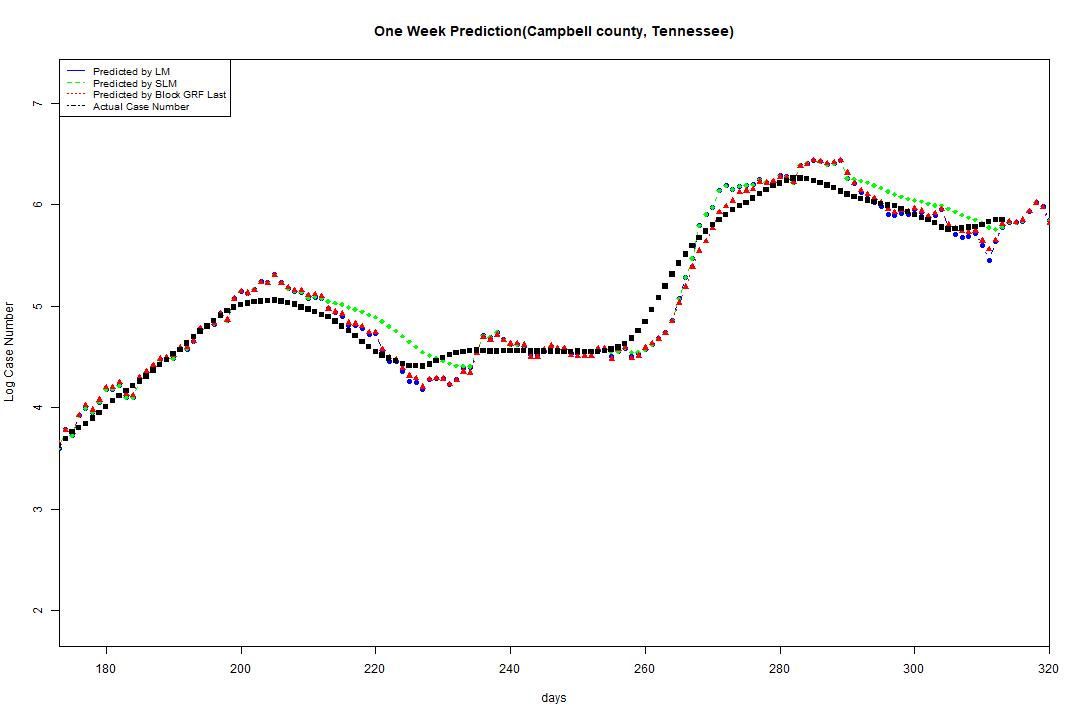 One Week Prediction(Campbell county, Tennessee)
Predicted by LM
Predicted by SLM
Predicted by Block GRF Last
Actual Case Number
Log Case Number
7
6
5
4
3
2
180 200 220 240 260 280 300 320
days